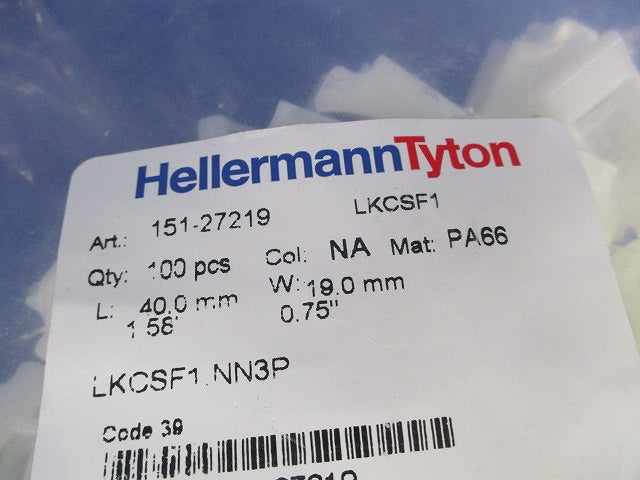 HellermannTyton
Art.: 151-27219 LKCSF1
Qty: 100 pcs Col: NA Mat: PA66
L: 40.0 mm W: 19.0 mm
1.58" 0.75"
LKCSF1.NN3P
Code 39